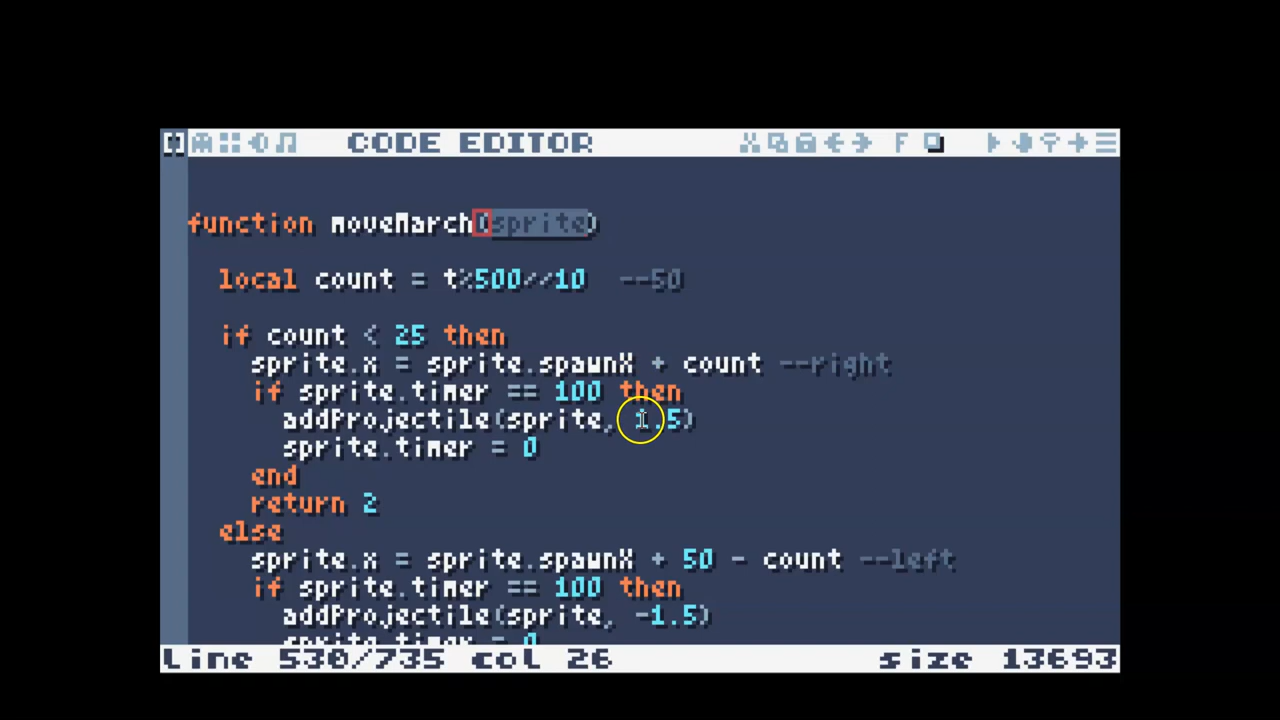 CODE EDITOR F
function moveMarch(sprite)
local count = t%500//10 --50
if count < 25 then
sprite.x = sprite.spawnX + count --right
if sprite.timer == 100 then
addProjectile(sprite, 1.5)
sprite.timer = 0
end
return 2
else
sprite.x = sprite.spawnX + 50 - count --left
if sprite.timer == 100 then
addProjectile(sprite, -1.5)
sprite.timer = 0
line 530/735 col 26 size 13693